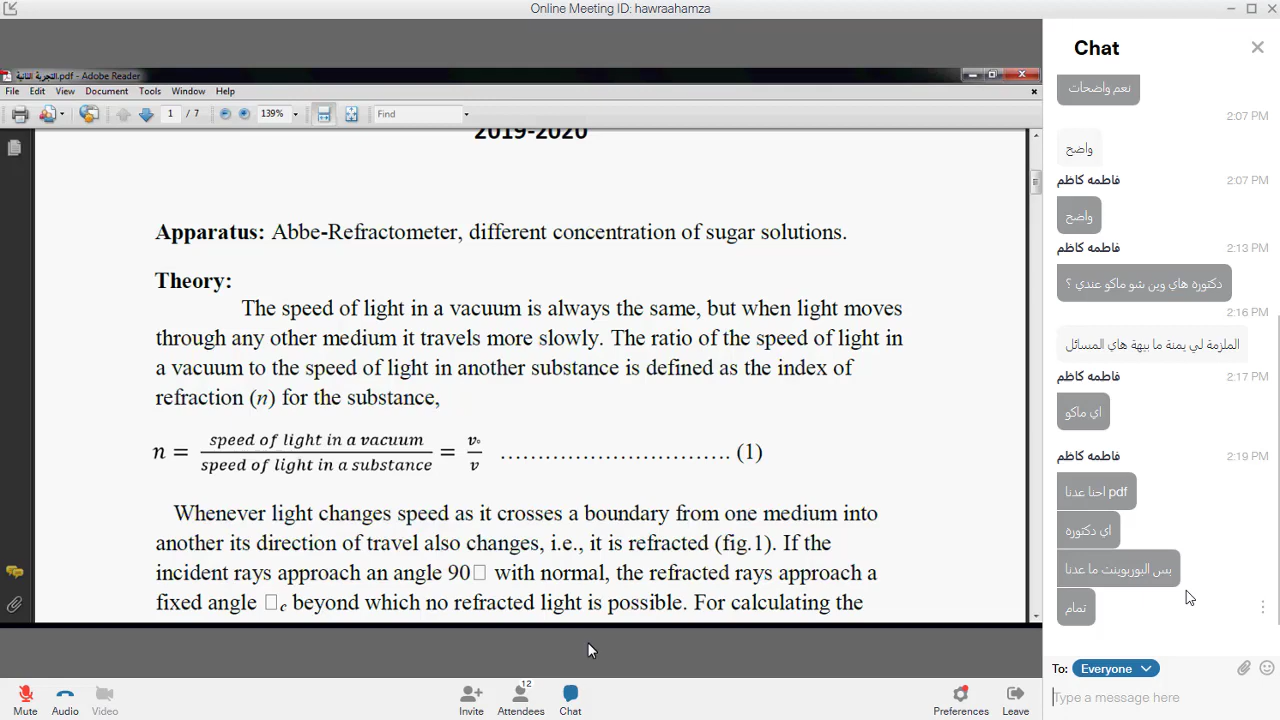 Online Meeting ID: hawraahamza
التجربة الثانية.pdf - Adobe Reader
File Edit View Document Tools Window Help
1 / 7 139% Find
2019-2020
Apparatus: Abbe-Refractometer, different concentration of sugar solutions.
Theory:
The speed of light in a vacuum is always the same, but when light moves
through any other medium it travels more slowly. The ratio of the speed of light in
a vacuum to the speed of light in another substance is defined as the index of
refraction (n) for the substance,
n = speed of light in a vacuum / speed of light in a substance = v∘ / v ................................ (1)
Whenever light changes speed as it crosses a boundary from one medium into
another its direction of travel also changes, i.e., it is refracted (fig.1). If the
incident rays approach an angle 90□ with normal, the refracted rays approach a
fixed angle □c beyond which no refracted light is possible. For calculating the
Chat
نعم واضحات
2:07 PM
واضح
فاطمه كاظم 2:07 PM
واضح
فاطمه كاظم 2:13 PM
دكتوره هاي وين شو ماكو عندي ؟
2:16 PM
الملزمة لي يمنة ما بيهة هاي المسائل
فاطمه كاظم 2:17 PM
اي ماكو
فاطمه كاظم 2:19 PM
احنا عدنا pdf
اي دكتوره
بس البوربوينت ما عدنا
تمام
To: Everyone
Type a message here
Mute Audio Video Invite 12 Attendees Chat Preferences Leave